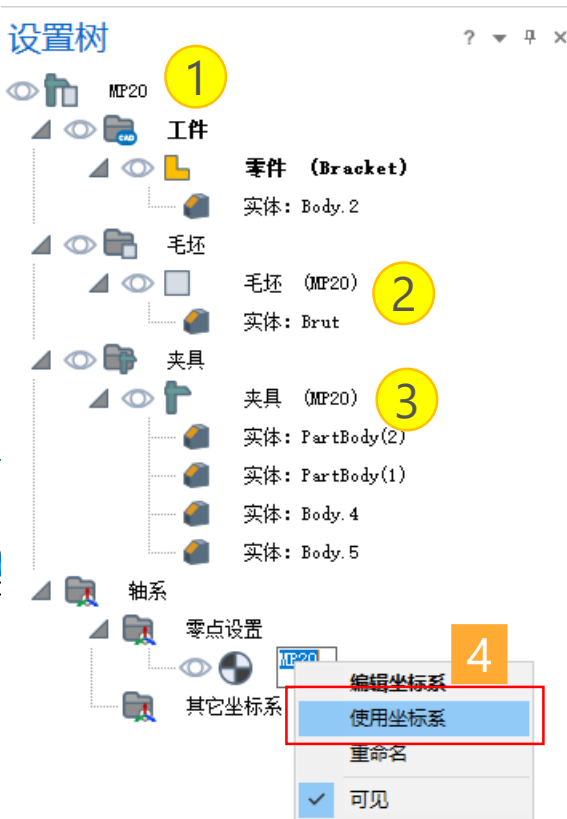 设置树
?
MP20
1
工件
CAD
零件 (Bracket)
实体: Body.2
毛坯
毛坯 (MP20)
2
实体: Brut
夹具
夹具 (MP20)
3
实体: PartBody(2)
实体: PartBody(1)
实体: Body.4
实体: Body.5
轴系
零点设置
MP20
4
编辑坐标系
其它坐标系
使用坐标系
重命名
可见